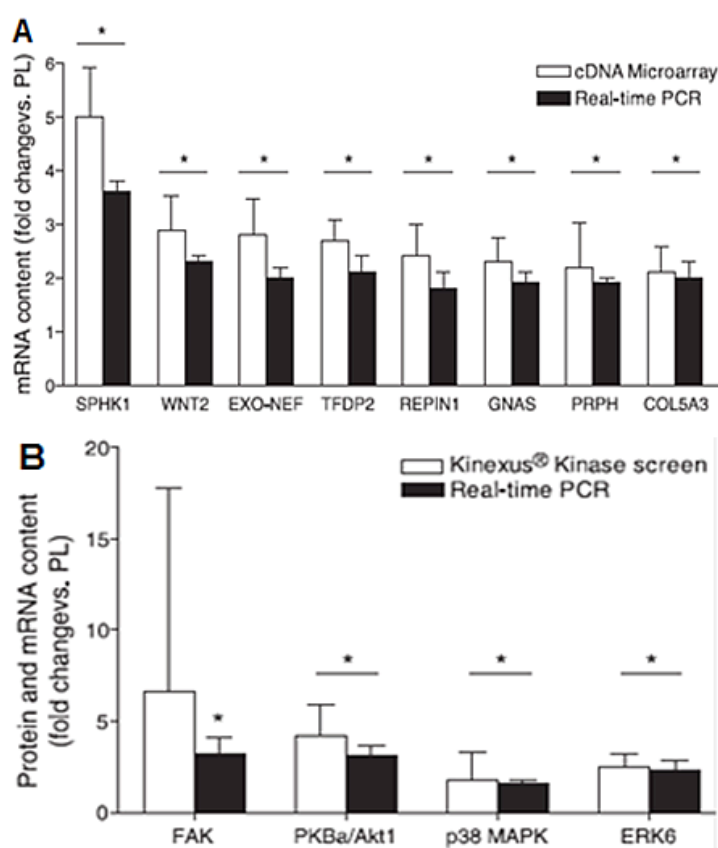 A
*
mRNA content (fold changevs. PL)
6
5
4
3
2
1
0
cDNA Microarray
Real-time PCR
* * * * * * *
SPHK1 WNT2 EXO-NEF TFDP2 REPIN1 GNAS PRPH COL5A3
B
Protein and mRNA content
(fold changevs. PL)
20
15
10
5
0
Kinexus® Kinase screen
Real-time PCR
* * * *
FAK PKBa/Akt1 p38 MAPK ERK6